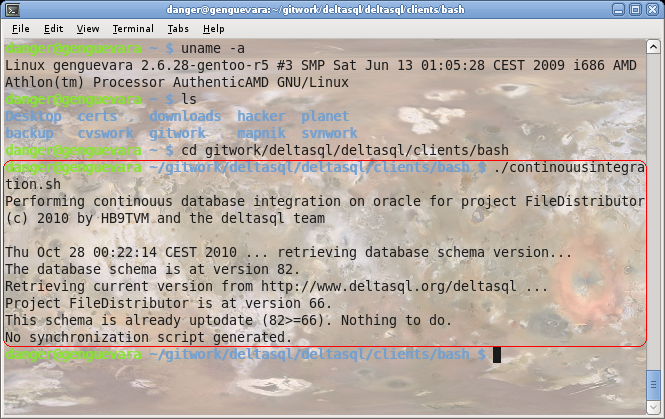 danger@genguevara:~/gitwork/deltasql/deltasql/clients/bash
File Edit View Terminal Tabs Help
danger@genguevara ~ $ uname -a
Linux genguevara 2.6.28-gentoo-r5 #3 SMP Sat Jun 13 01:05:28 CEST 2009 i686 AMD
Athlon(tm) Processor AuthenticAMD GNU/Linux
danger@genguevara ~ $ ls
Desktop certs downloads hacker planet
backup cvswork gitwork mapnik svnwork
danger@genguevara ~ $ cd gitwork/deltasql/deltasql/clients/bash
danger@genguevara ~/gitwork/deltasql/deltasql/clients/bash $ ./continousintegra
tion.sh
Performing continouus database integration on oracle for project FileDistributor
(c) 2010 by HB9TVM and the deltasql team
Thu Oct 28 00:22:14 CEST 2010 ... retrieving database schema version...
The database schema is at version 82.
Retrieving current version from http://www.deltasql.org/deltasql ...
Project FileDistributor is at version 66.
This schema is already uptodate (82>=66). Nothing to do.
No synchronization script generated.
danger@genguevara ~/gitwork/deltasql/deltasql/clients/bash $